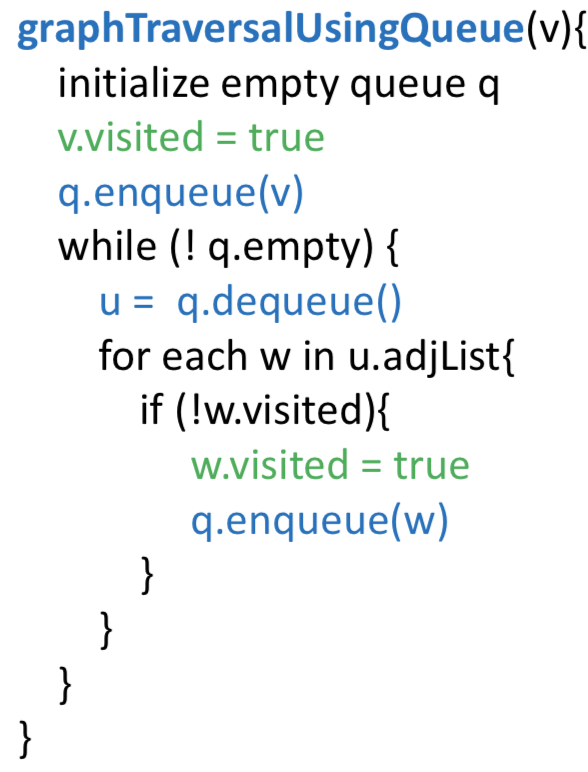 graphTraversalUsingQueue(v){
initialize empty queue q
v.visited = true
q.enqueue(v)
while (! q.empty) {
u =  q.dequeue()
for each w in u.adjList{
if (!w.visited){
w.visited = true
q.enqueue(w)
}
}
}
}